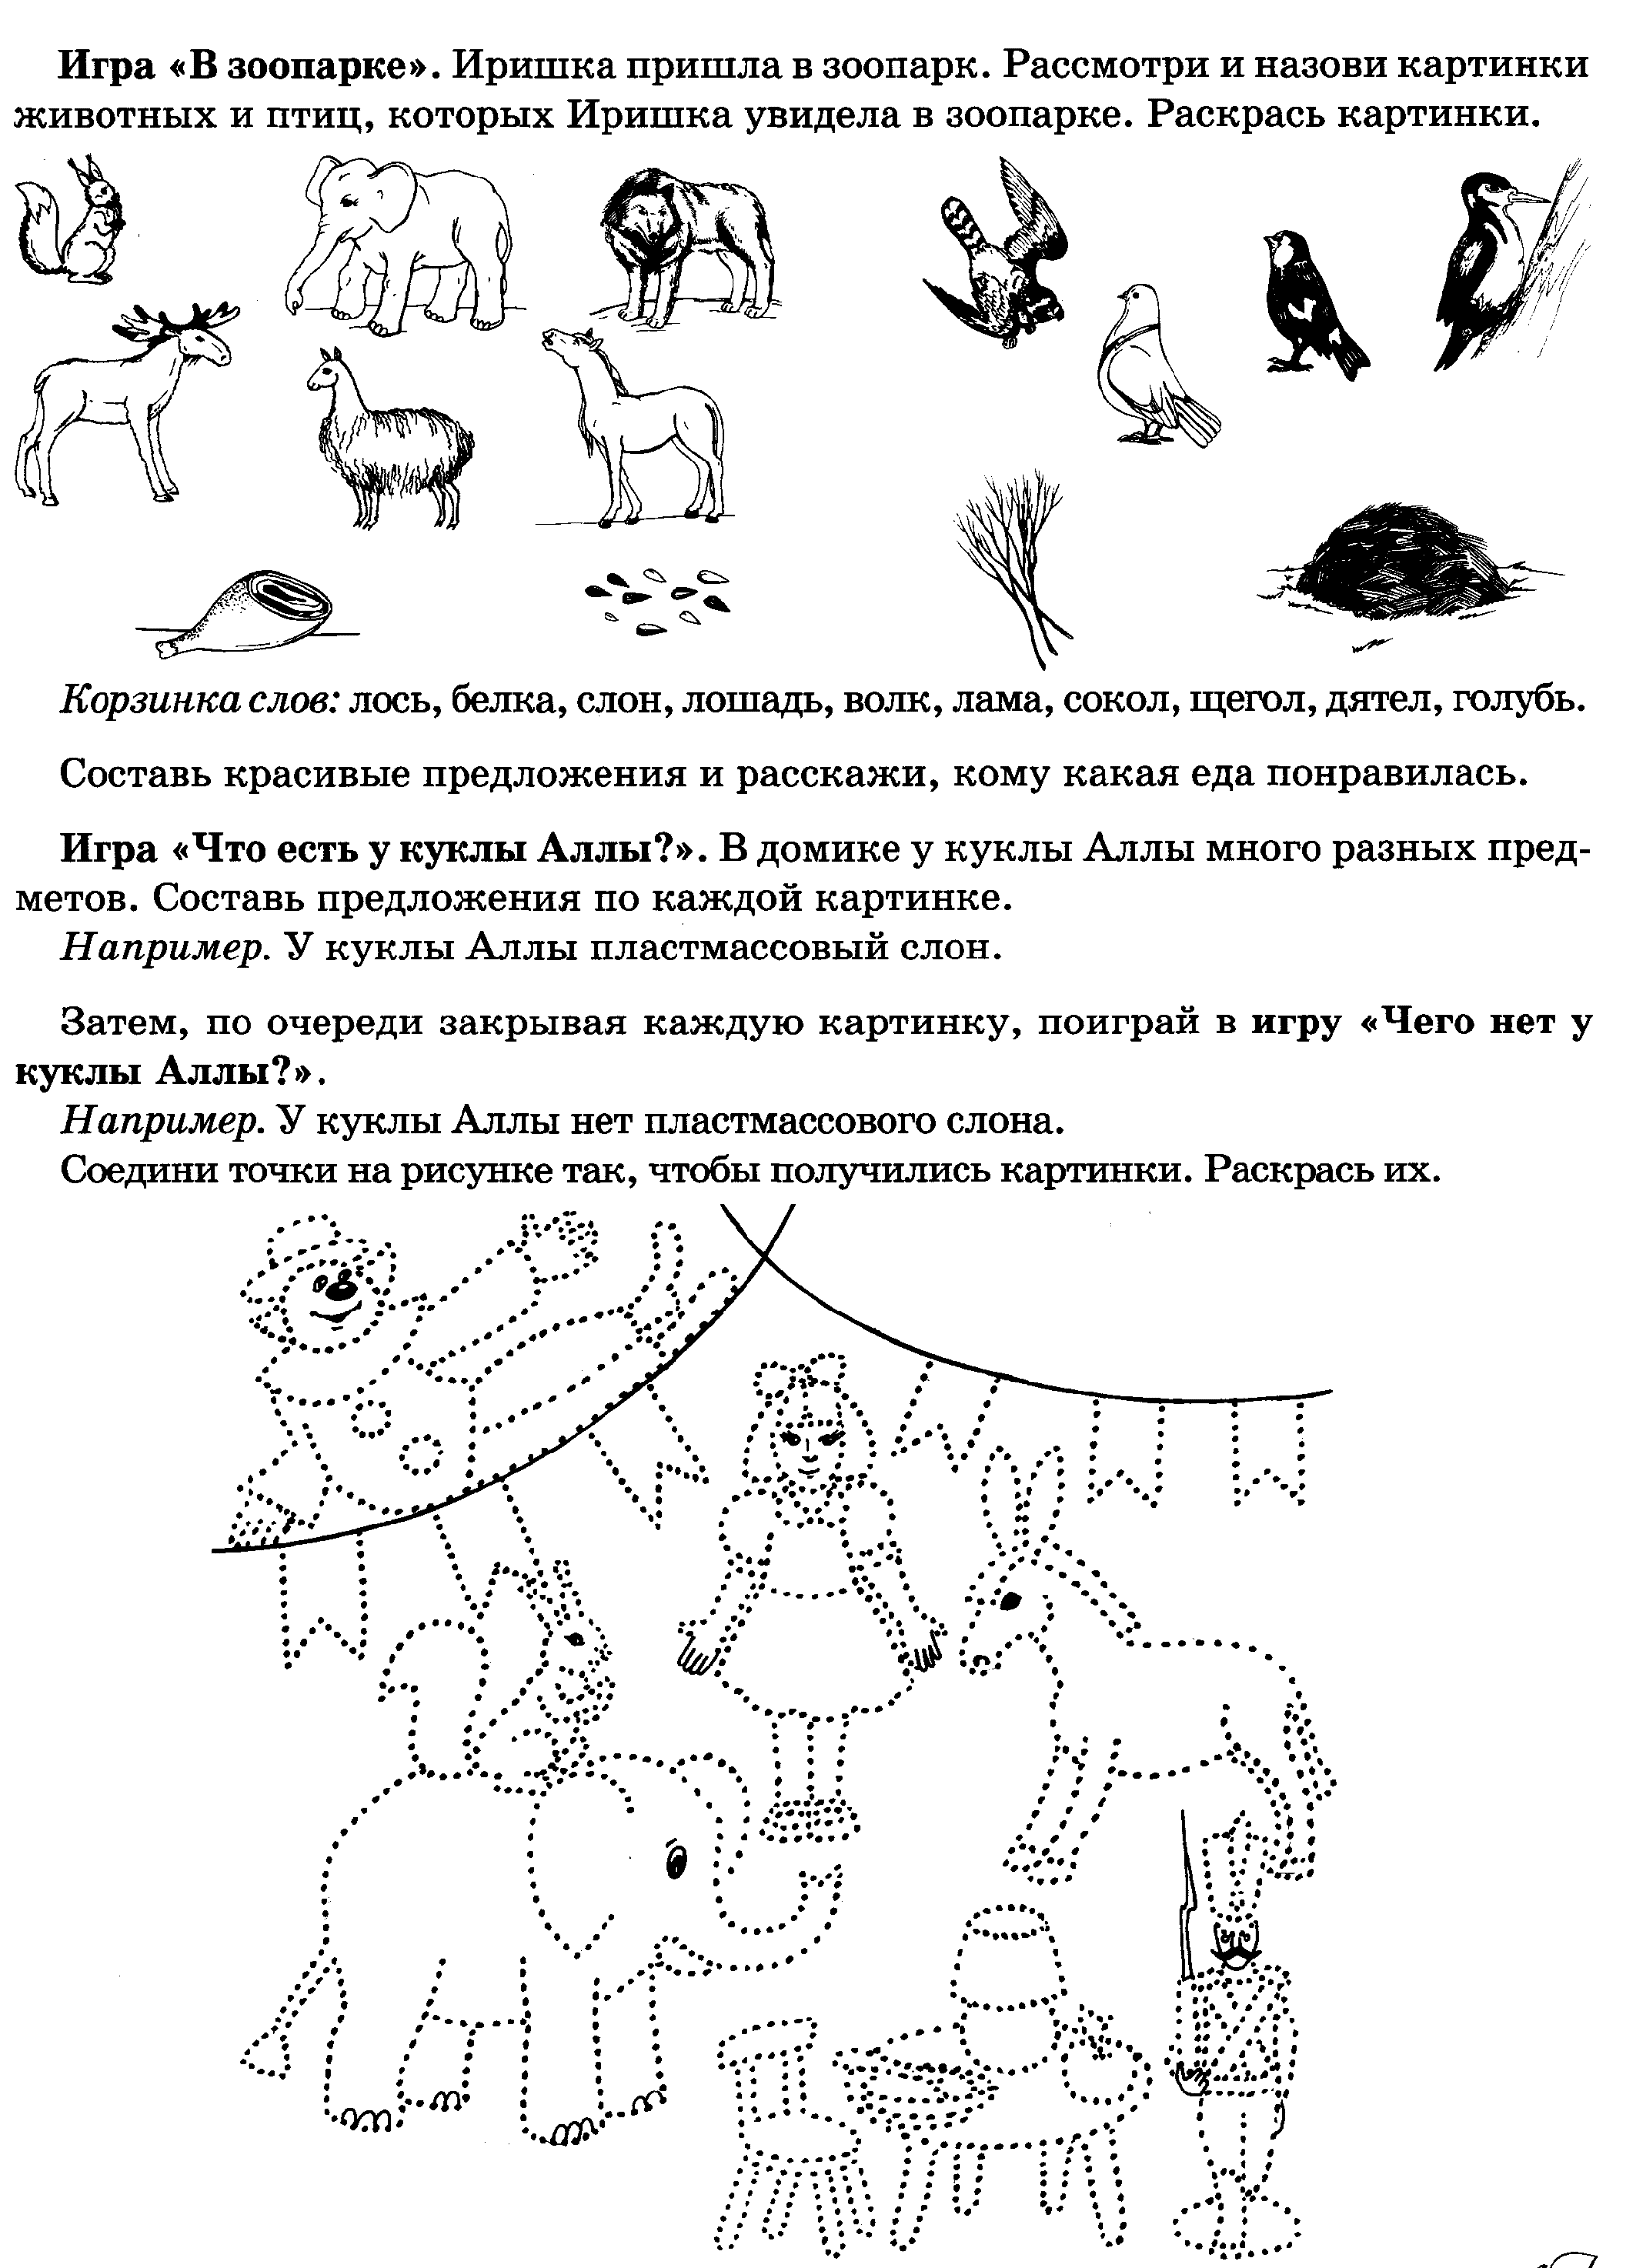 Игра «В зоопарке». Иришка пришла в зоопарк. Рассмотри и назови картинки
животных и птиц, которых Иришка увидела в зоопарке. Раскрась картинки.
Корзинка слов: лось, белка, слон, лошадь, волк, лама, сокол, щегол, дятел, голубь.
Составь красивые предложения и расскажи, кому какая еда понравилась.
Игра «Что есть у куклы Аллы?». В домике у куклы Аллы много разных пред-
метов. Составь предложения по каждой картинке.
Например. У куклы Аллы пластмассовый слон.
Затем, по очереди закрывая каждую картинку, поиграй в игру «Чего нет у
куклы Аллы?».
Например. У куклы Аллы нет пластмассового слона.
Соедини точки на рисунке так, чтобы получились картинки. Раскрась их.